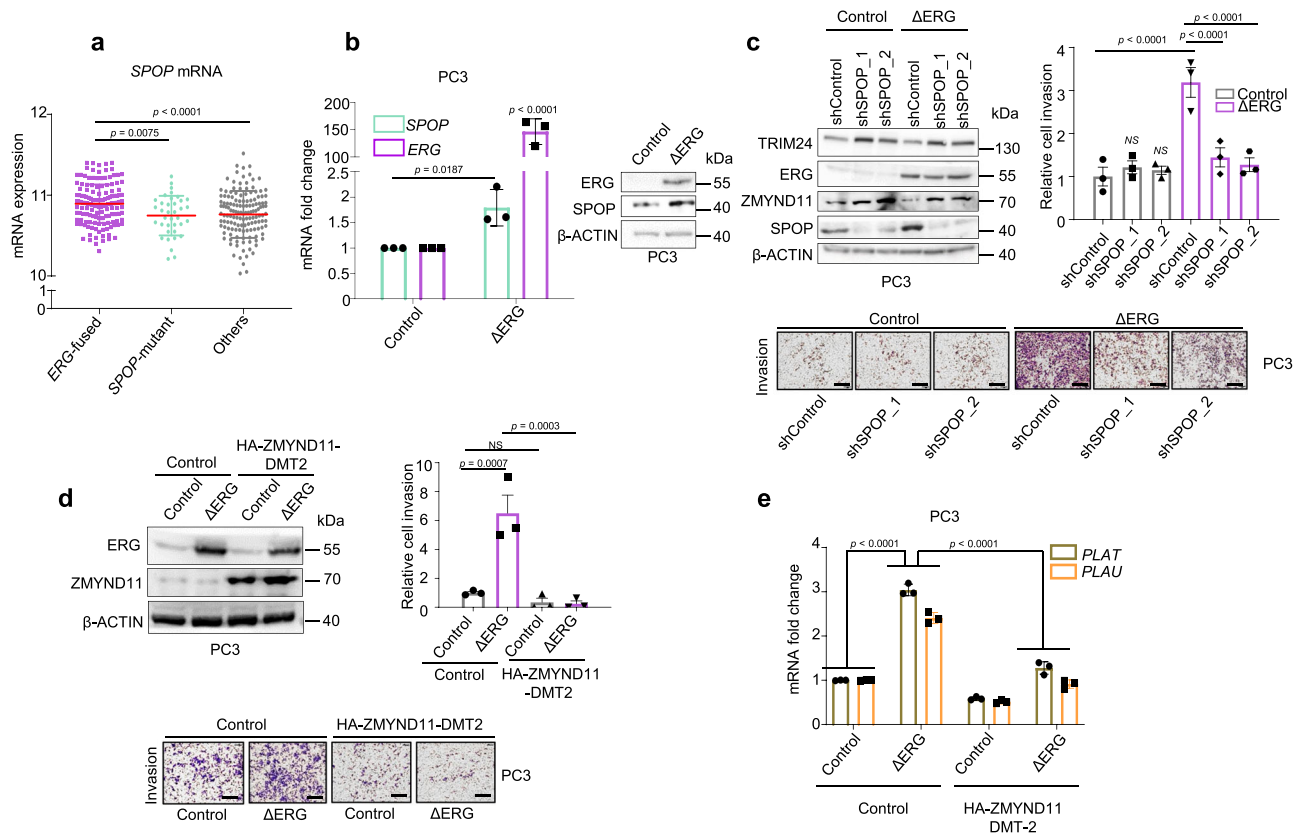 a
SPOP mRNA
p < 0.0001
p = 0.0075
mRNA expression
12
11
10
1
0
ERG-fused
SPOP-mutant
Others
b
PC3
SPOP
ERG
p < 0.0001
p = 0.0187
mRNA fold change
200
150
100
2.5
2.0
1.5
1
0.5
0
Control
ΔERG
Control
ΔERG
kDa
ERG
55
SPOP
40
β-ACTIN
40
PC3
c
Control
ΔERG
shControl
shSPOP_1
shSPOP_2
shControl
shSPOP_1
shSPOP_2
kDa
TRIM24
130
ERG
55
ZMYND11
70
SPOP
40
β-ACTIN
40
PC3
p < 0.0001
p < 0.0001
p < 0.0001
Control
ΔERG
NS
NS
Relative cell invasion
4
3
2
1
0
shControl
shSPOP_1
shSPOP_2
shControl
shSPOP_1
shSPOP_2
Control
ΔERG
Invasion
PC3
shControl
shSPOP_1
shSPOP_2
shControl
shSPOP_1
shSPOP_2
d
Control
HA-ZMYND11-
DMT2
Control
ΔERG
Control
ΔERG
kDa
ERG
55
ZMYND11
70
β-ACTIN
40
PC3
p = 0.0003
NS
p = 0.0007
Relative cell invasion
10
8
6
4
2
0
Control
ΔERG
Control
ΔERG
Control
HA-ZMYND11
-DMT2
Control
HA-ZMYND11-DMT2
Invasion
PC3
Control
ΔERG
Control
ΔERG
e
PC3
p < 0.0001
p < 0.0001
PLAT
PLAU
mRNA fold change
4
3
2
1
0
Control
ΔERG
Control
ΔERG
Control
HA-ZMYND11
DMT-2